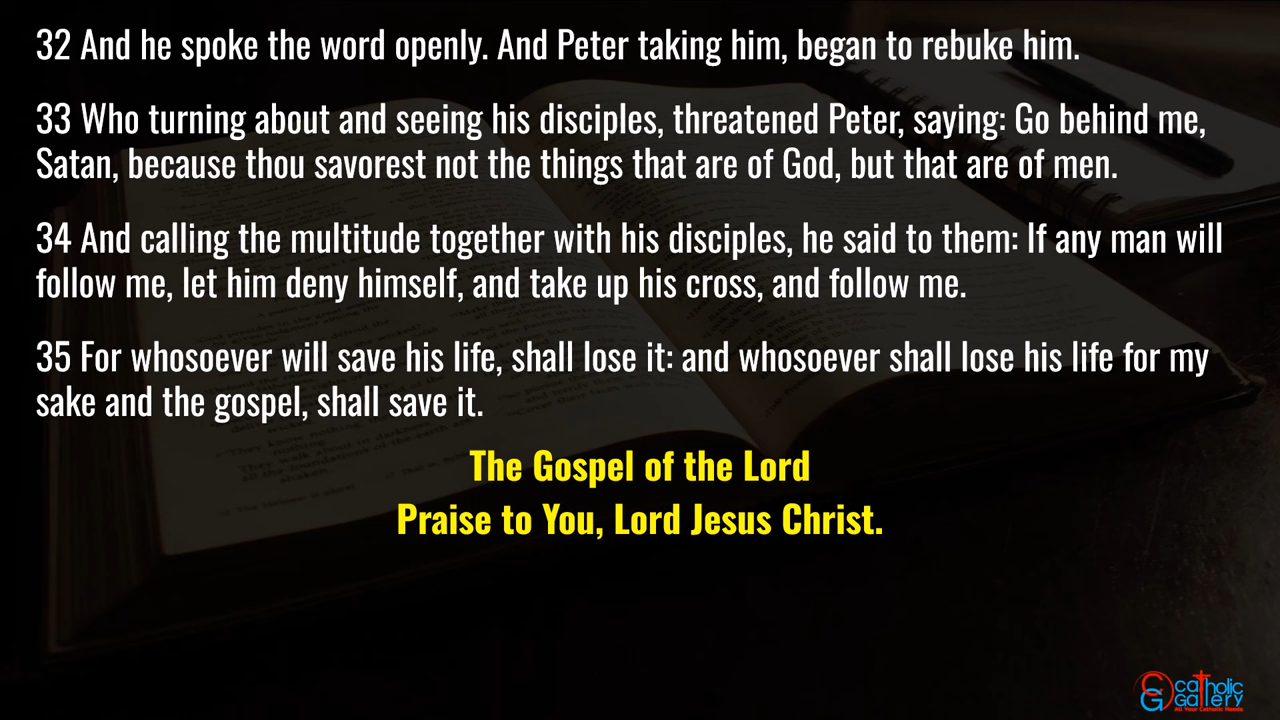 32 And he spoke the word openly. And Peter taking him, began to rebuke him.
33 Who turning about and seeing his disciples, threatened Peter, saying: Go behind me,
Satan, because thou savorest not the things that are of God, but that are of men.
34 And calling the multitude together with his disciples, he said to them: If any man will
follow me, let him deny himself, and take up his cross, and follow me.
35 For whosoever will save his life, shall lose it: and whosoever shall lose his life for my
sake and the gospel, shall save it.
The Gospel of the Lord
Praise to You, Lord Jesus Christ.
catholic
Gallery
All Your Catholic Needs